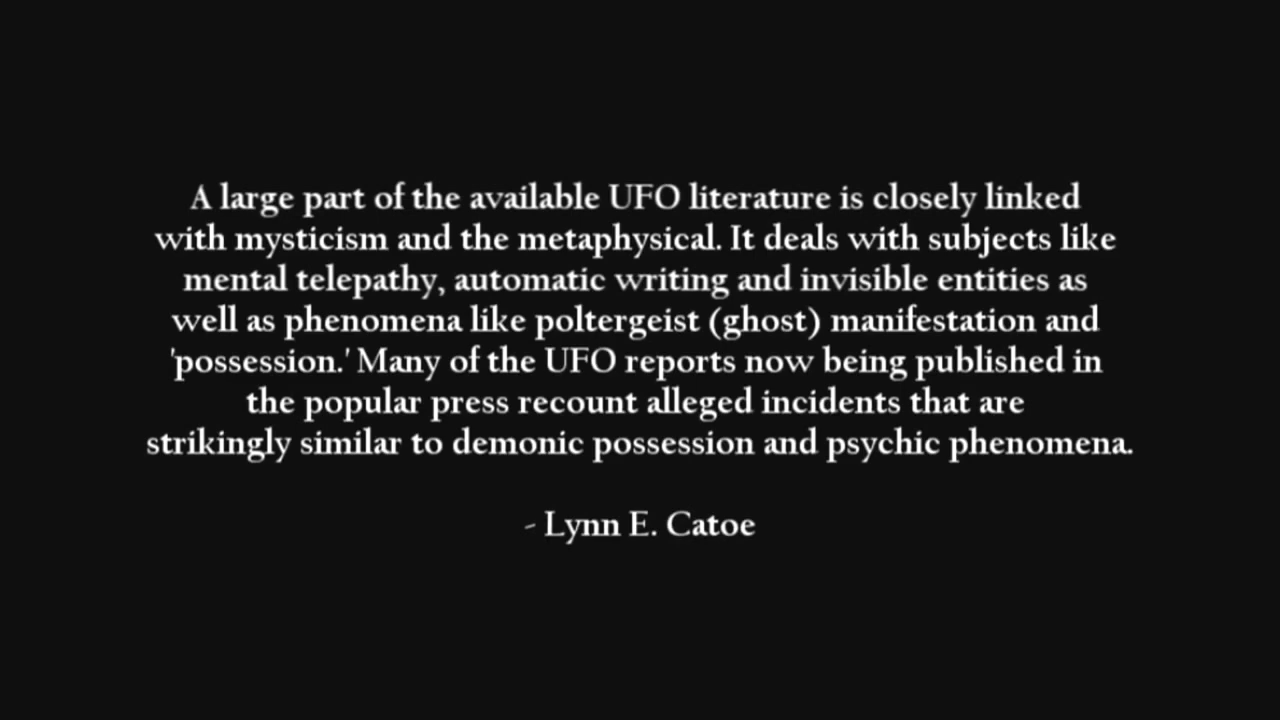 A large part of the available UFO literature is closely linked
with mysticism and the metaphysical. It deals with subjects like
mental telepathy, automatic writing and invisible entities as
well as phenomena like poltergeist (ghost) manifestation and
'possession.' Many of the UFO reports now being published in
the popular press recount alleged incidents that are
strikingly similar to demonic possession and psychic phenomena.
- Lynn E. Catoe